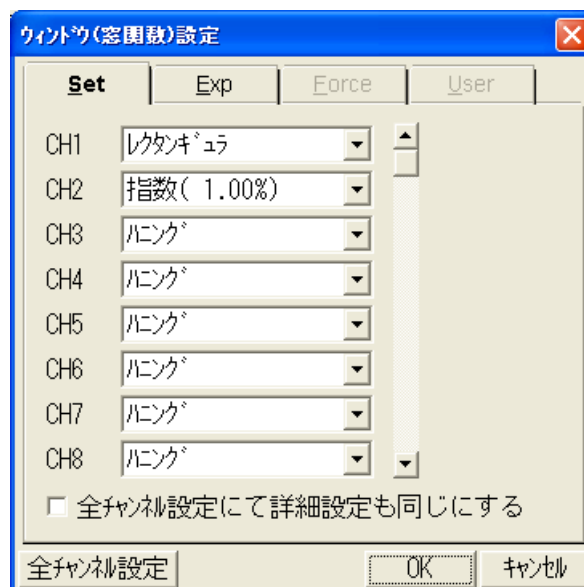 ｳｨﾝﾄﾞｳ(窓関数)設定
Set Exp Force User
CH1 ﾚｸﾀﾝｷﾞｭﾗ
CH2 指数( 1.00%)
CH3 ﾊﾆﾝｸﾞ
CH4 ﾊﾆﾝｸﾞ
CH5 ﾊﾆﾝｸﾞ
CH6 ﾊﾆﾝｸﾞ
CH7 ﾊﾆﾝｸﾞ
CH8 ﾊﾆﾝｸﾞ
全ﾁｬﾝﾈﾙ設定にて詳細設定も同じにする
全ﾁｬﾝﾈﾙ設定 OK ｷｬﾝｾﾙ